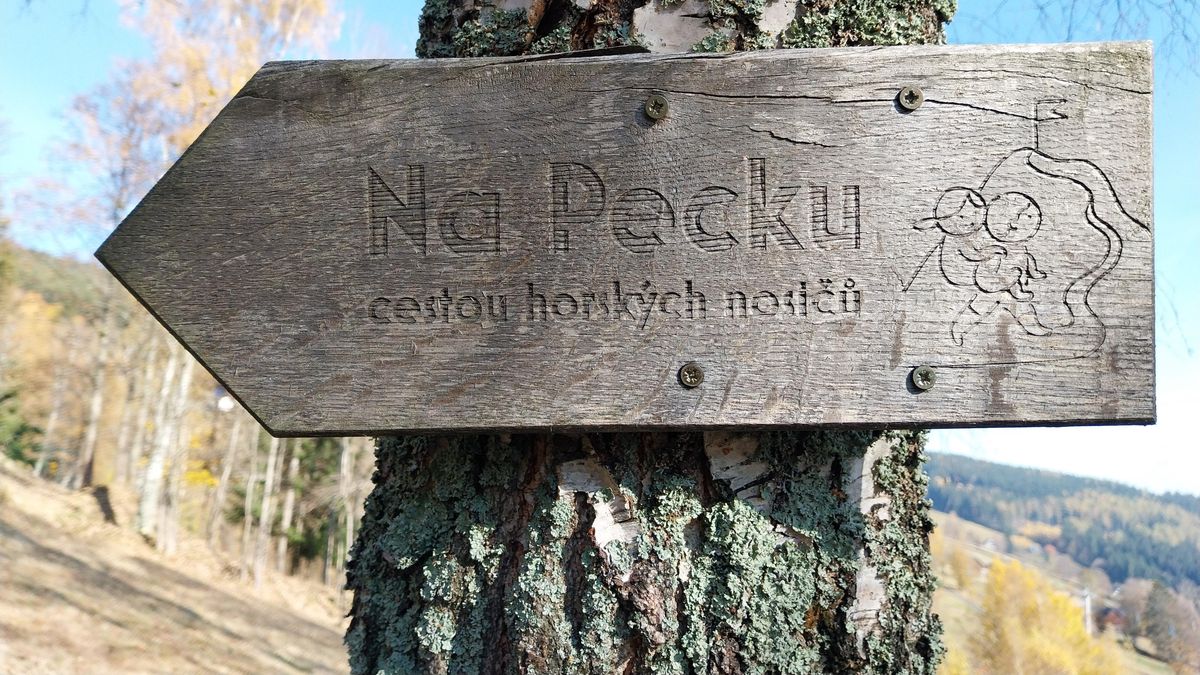 Na Pecku
cestou horských nosičů